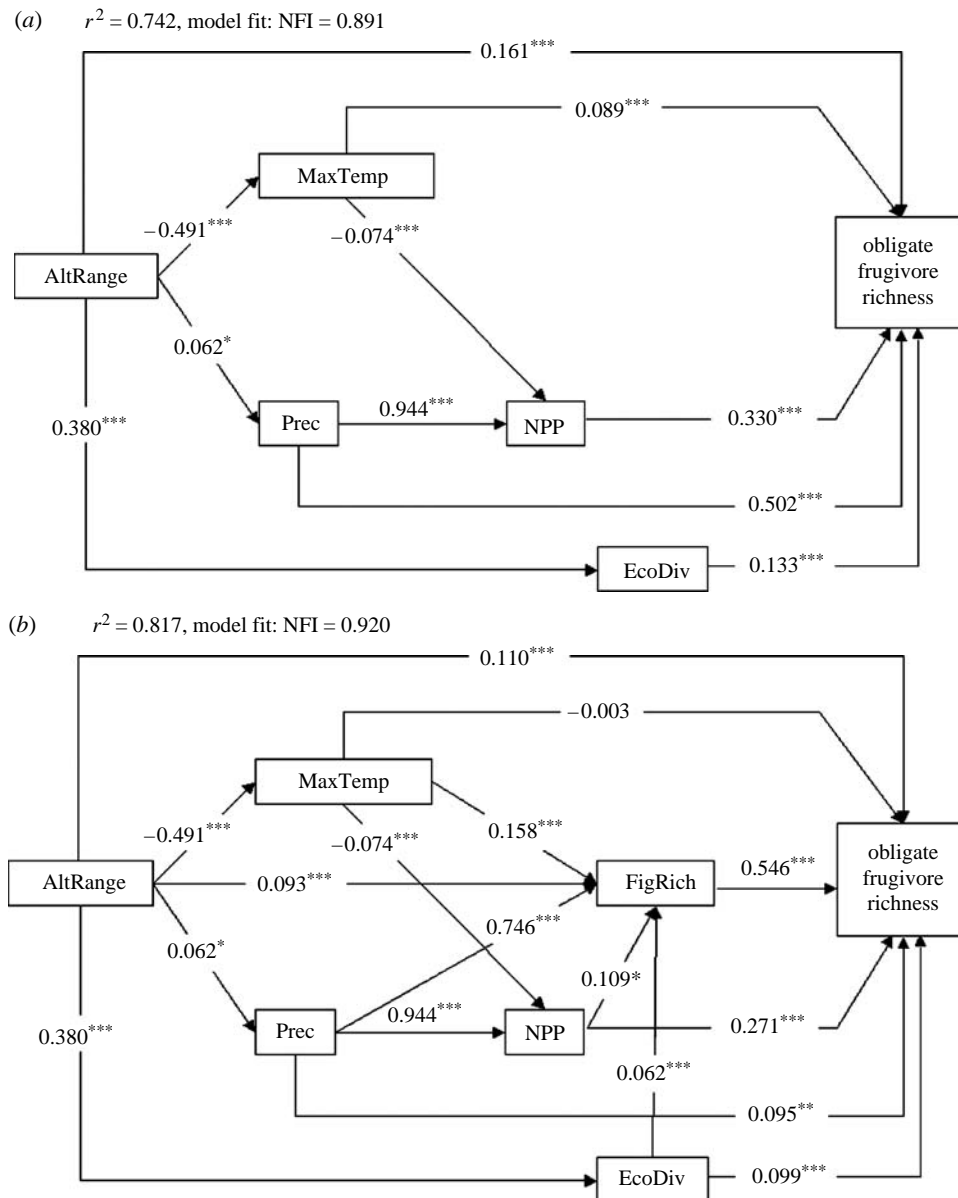 (a) r² = 0.742, model fit: NFI = 0.891
0.161***
0.089***
MaxTemp
–0.491***
–0.074***
AltRange
obligate
frugivore
richness
0.062*
0.380***
Prec
0.944***
NPP
0.330***
0.502***
EcoDiv
0.133***
(b) r² = 0.817, model fit: NFI = 0.920
0.110***
–0.003
MaxTemp
–0.491***
–0.074***
0.158***
AltRange
0.093***
FigRich
0.546***
obligate
frugivore
richness
0.746***
0.062*
0.109*
Prec
0.944***
NPP
0.271***
0.380***
0.062***
0.095**
EcoDiv
0.099***